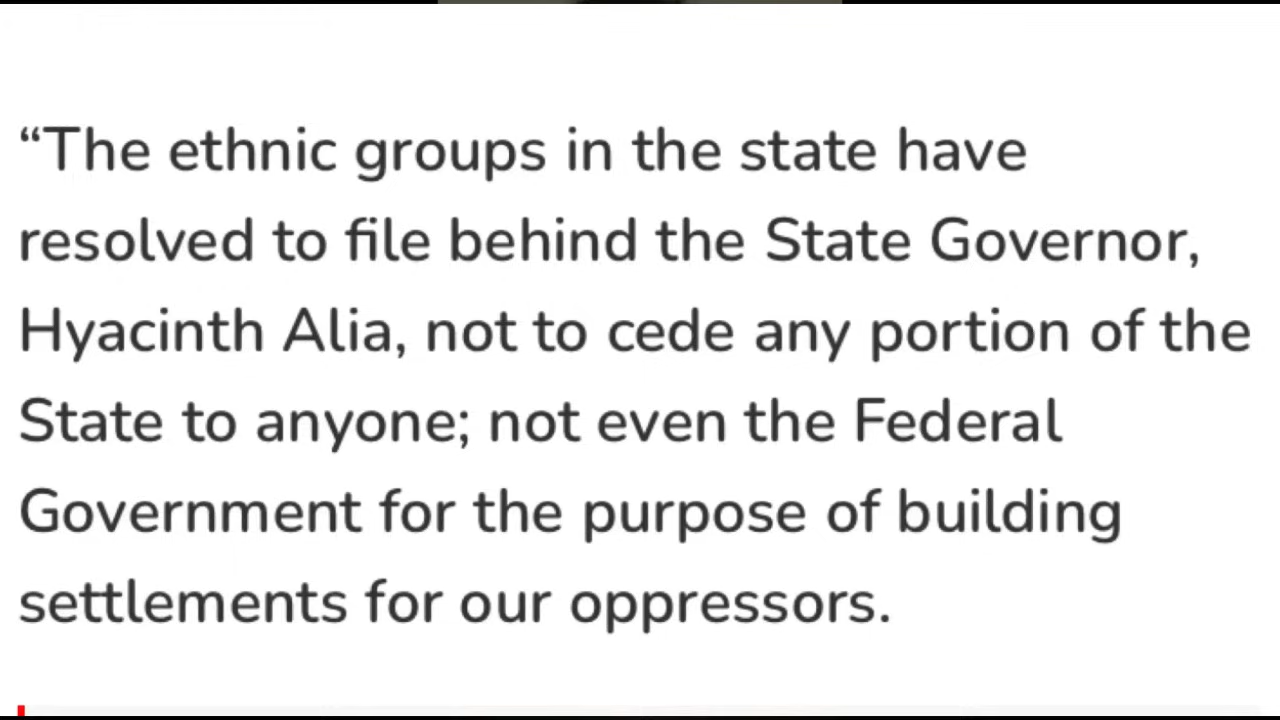 “The ethnic groups in the state have
resolved to file behind the State Governor,
Hyacinth Alia, not to cede any portion of the
State to anyone; not even the Federal
Government for the purpose of building
settlements for our oppressors.